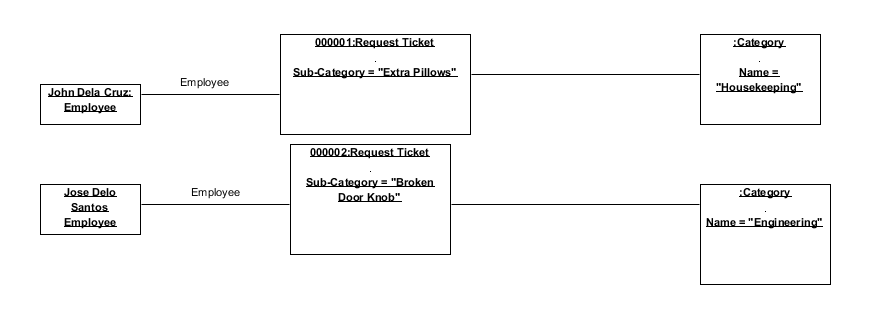 000001:Request Ticket
.
Sub-Category = "Extra Pillows"
:Category
.
Name =
"Housekeeping"
Employee
John Dela Cruz:
Employee
000002:Request Ticket
.
Sub-Category = "Broken
Door Knob"
Employee
Jose Delo
Santos
Employee
:Category
.
Name = "Engineering"